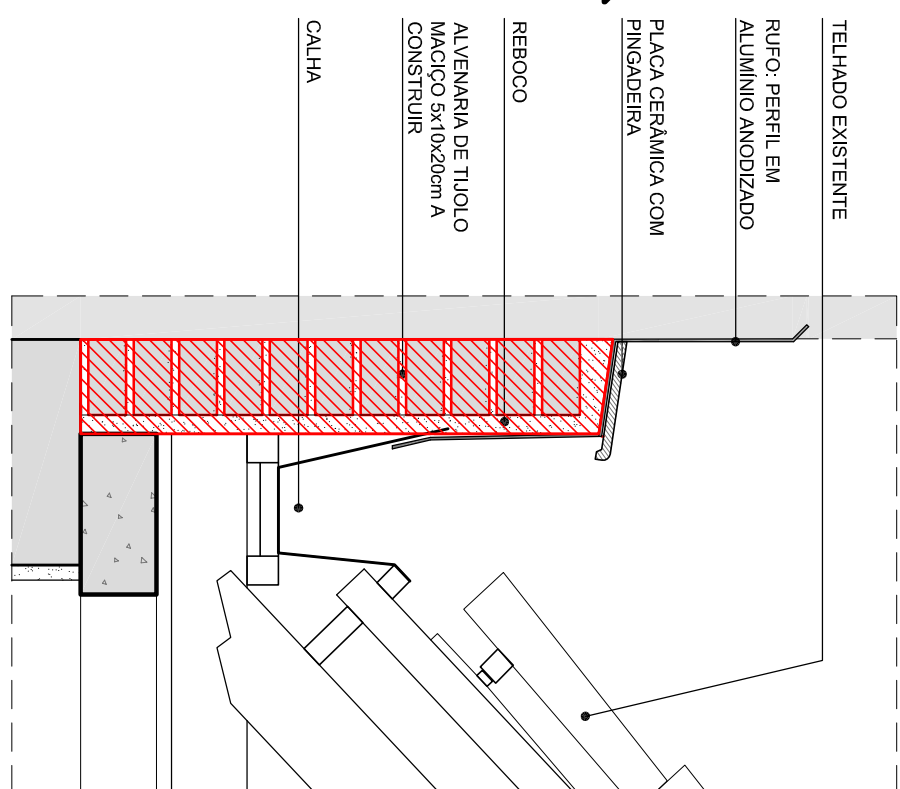 TELHADO EXISTENTE
RUFO: PERFIL EM
ALUMÍNIO ANODIZADO
PLACA CERÂMICA COM
PINGADEIRA
REBOCO
ALVENARIA DE TIJOLO
MACIÇO 5x10x20cm A
CONSTRUIR
CALHA